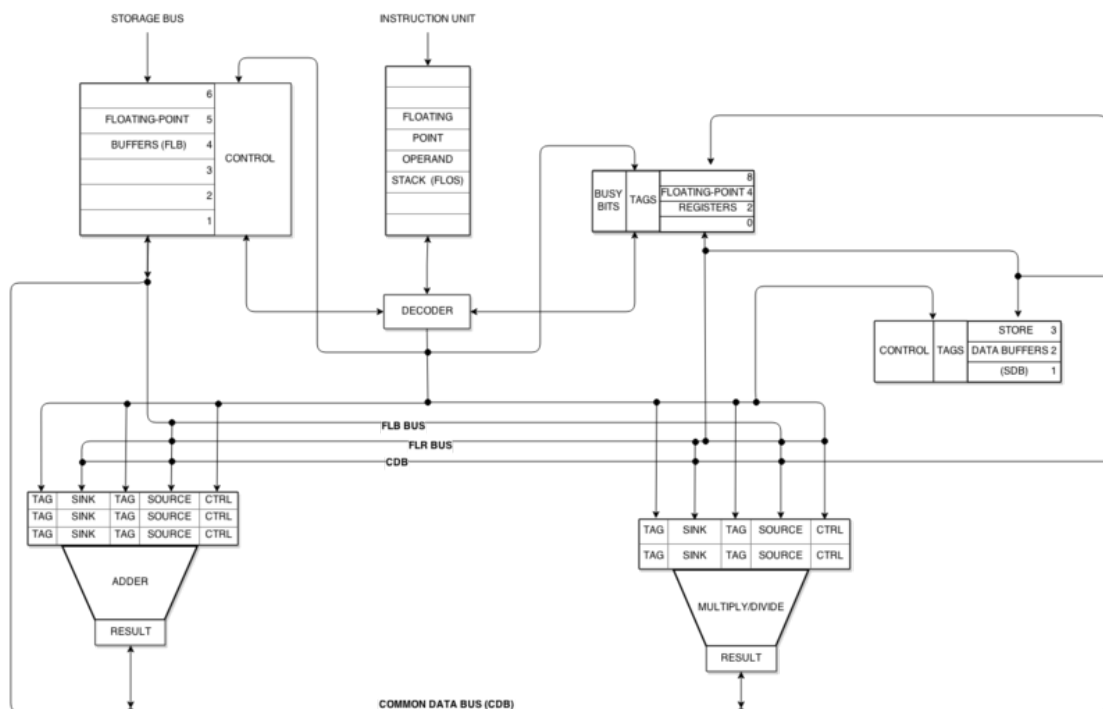 STORAGE BUS
INSTRUCTION UNIT
6
FLOATING-POINT 5
BUFFERS (FLB) 4
3
2
1
CONTROL
FLOATING
POINT
OPERAND
STACK (FLOS)
BUSY
BITS
TAGS
8
FLOATING-POINT 4
REGISTERS 2
0
DECODER
CONTROL
TAGS
STORE 3
DATA BUFFERS 2
(SDB) 1
FLB BUS
FLR BUS
CDB
TAG SINK TAG SOURCE CTRL
TAG SINK TAG SOURCE CTRL
TAG SINK TAG SOURCE CTRL
ADDER
RESULT
TAG SINK TAG SOURCE CTRL
TAG SINK TAG SOURCE CTRL
MULTIPLY/DIVIDE
RESULT
COMMON DATA BUS (CDB)